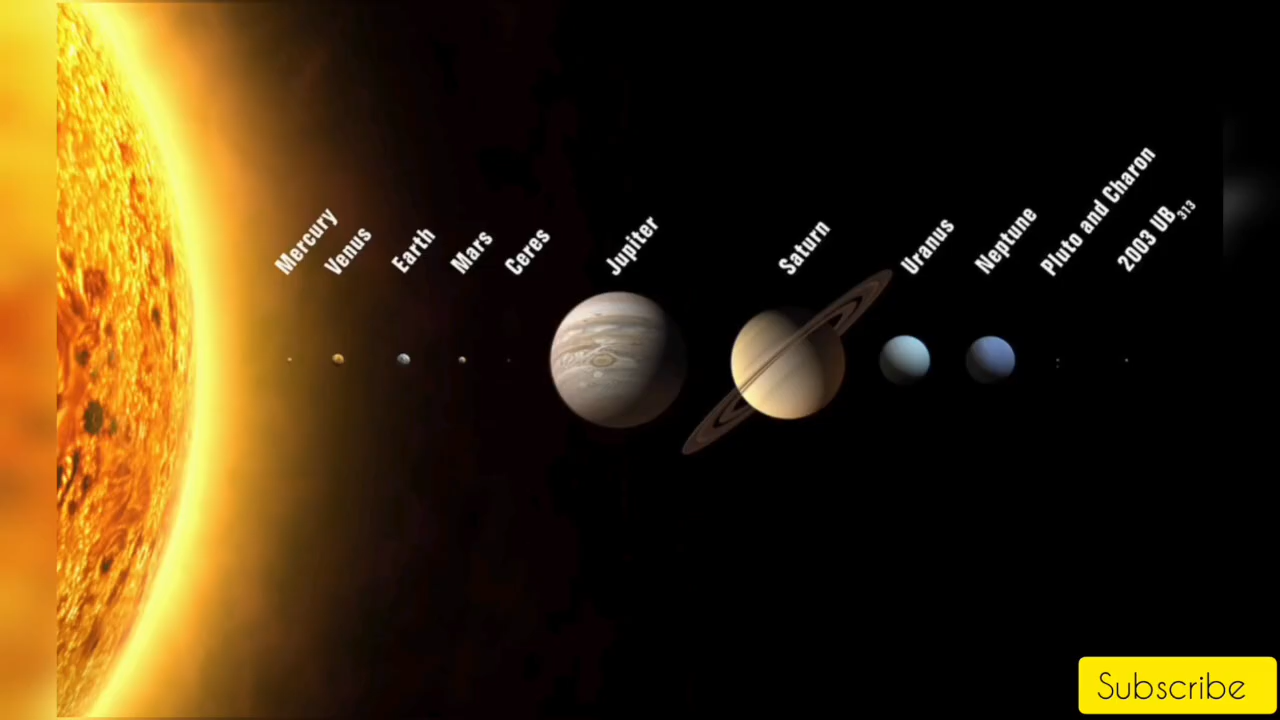 Mercury
Venus
Earth
Mars
Ceres
Jupiter
Saturn
Uranus
Neptune
Pluto and Charon
2003 UB313
Subscribe